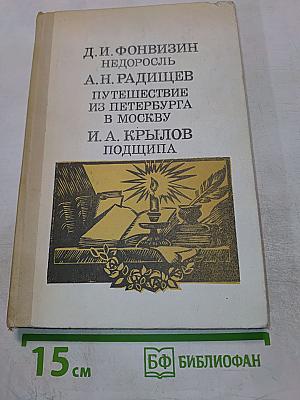 Д. И. ФОНВИЗИН
НЕДОРОСЛЬ
А. Н. РАДИЩЕВ
ПУТЕШЕСТВИЕ
ИЗ ПЕТЕРБУРГА
В МОСКВУ
И. А. КРЫЛОВ
ПОДЩИПА
15 см
БФ БИБЛИОФАН